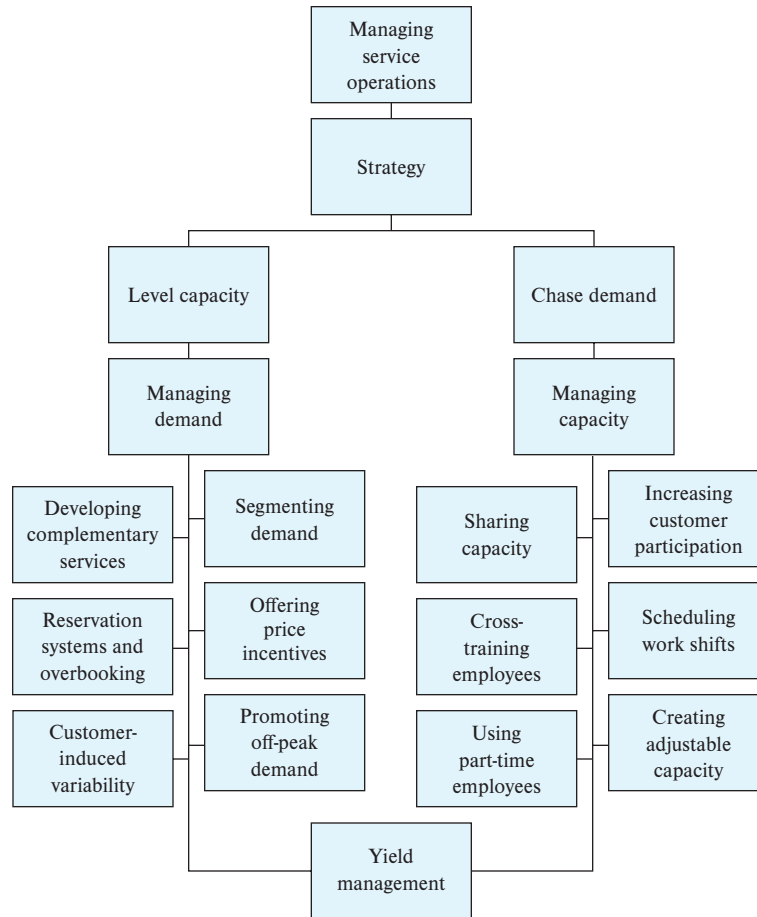 Managing
service
operations
Strategy
Level capacity
Chase demand
Managing
demand
Managing
capacity
Developing
complementary
services
Segmenting
demand
Sharing
capacity
Increasing
customer
participation
Reservation
systems and
overbooking
Offering
price
incentives
Cross-
training
employees
Scheduling
work shifts
Customer-
induced
variability
Promoting
off-peak
demand
Using
part-time
employees
Creating
adjustable
capacity
Yield
management